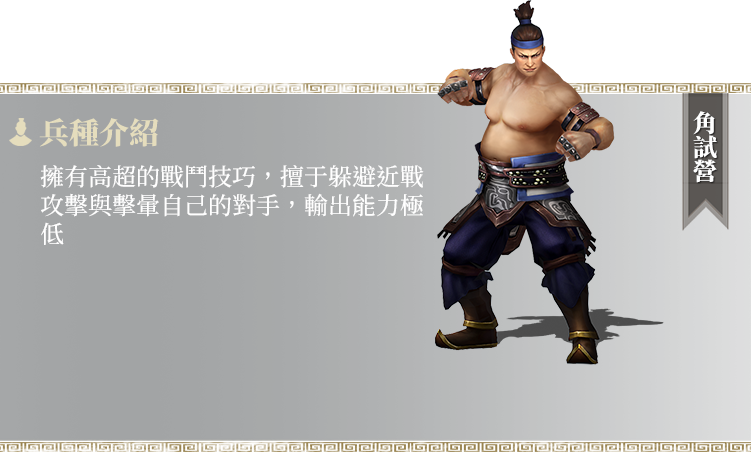 兵種介紹
擁有高超的戰鬥技巧，擅于躲避近戰
攻擊與擊暈自己的對手，輸出能力極
低
角試營